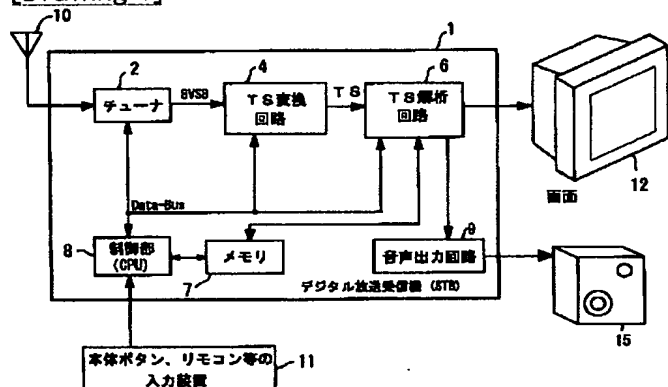 10
1
2
チューナ
8VSB
4
TS変換
回路
TS
6
TS解析
回路
画面
12
Data-Bus
8
制御部
(CPU)
メモリ
7
9
音声出力回路
デジタル放送受信機 (STB)
15
本体ボタン、リモコン等の
入力装置
11